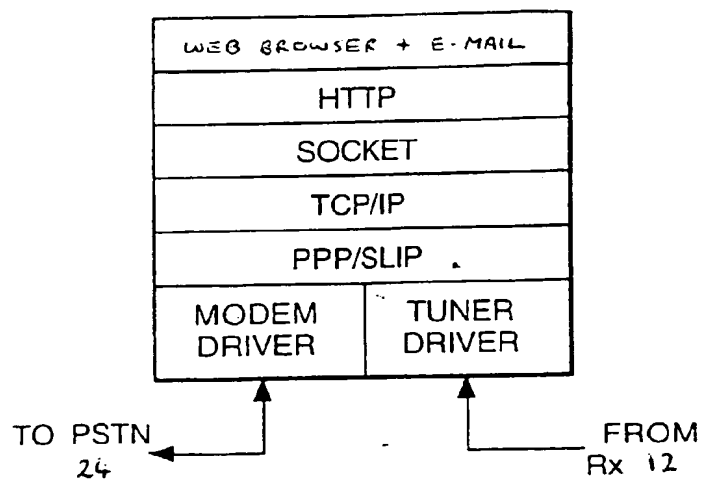 WEB BROWSER + E-MAIL
HTTP
SOCKET
TCP/IP
PPP/SLIP
MODEM
DRIVER
TUNER
DRIVER
TO PSTN
24
FROM
Rx 12